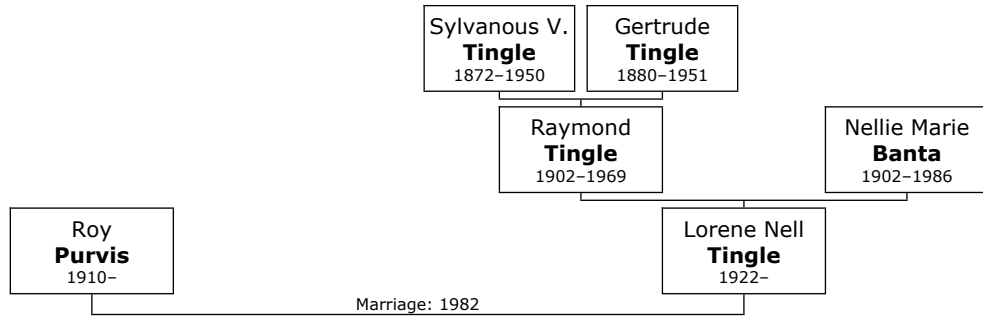 Sylvanous V.
Tingle
1872–1950
Gertrude
Tingle
1880–1951
Raymond
Tingle
1902–1969
Nellie Marie
Banta
1902–1986
Roy
Purvis
1910–
Lorene Nell
Tingle
1922–
Marriage: 1982